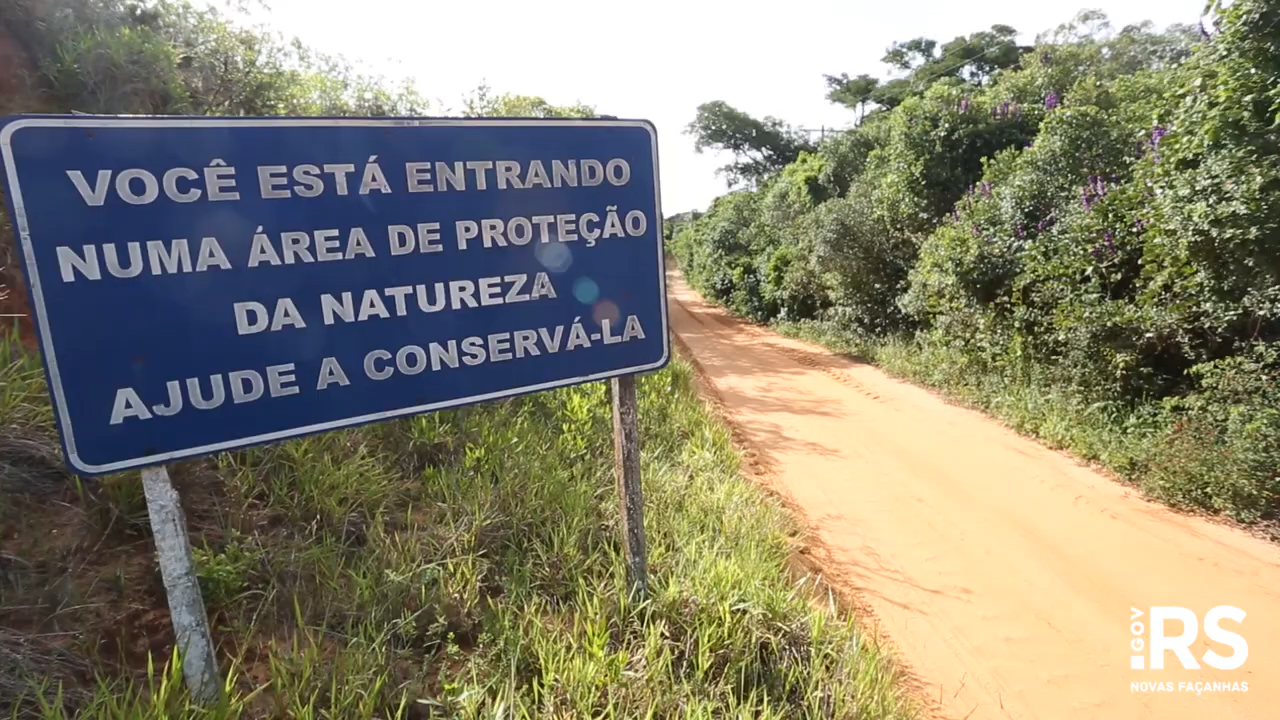 VOCÊ ESTÁ ENTRANDO
NUMA ÁREA DE PROTEÇÃO
DA NATUREZA
AJUDE A CONSERVÁ-LA
.GOV
RS
NOVAS FAÇANHAS